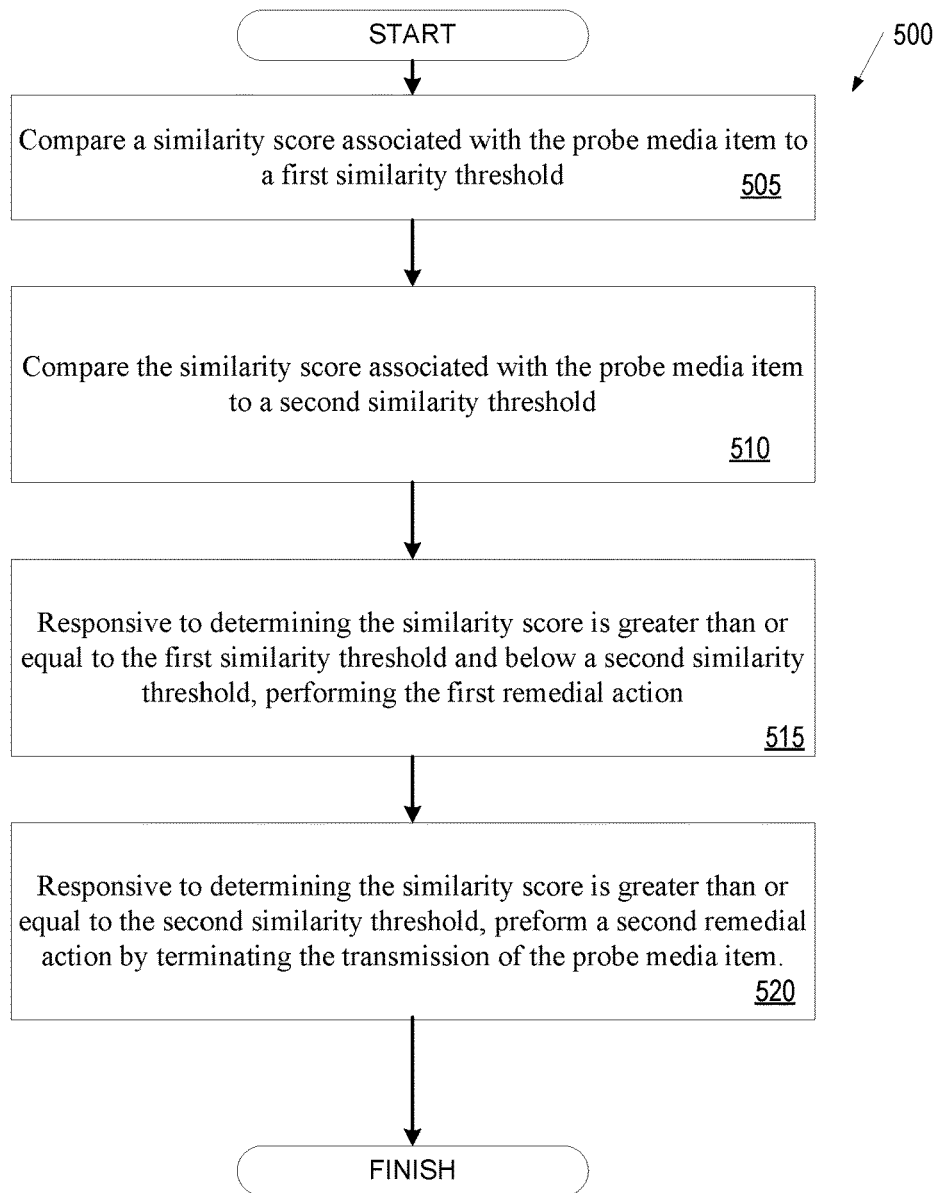 START
500
Compare a similarity score associated with the probe media item to
a first similarity threshold
505
Compare the similarity score associated with the probe media item
to a second similarity threshold
510
Responsive to determining the similarity score is greater than or
equal to the first similarity threshold and below a second similarity
threshold, performing the first remedial action
515
Responsive to determining the similarity score is greater than or
equal to the second similarity threshold, preform a second remedial
action by terminating the transmission of the probe media item.
520
FINISH